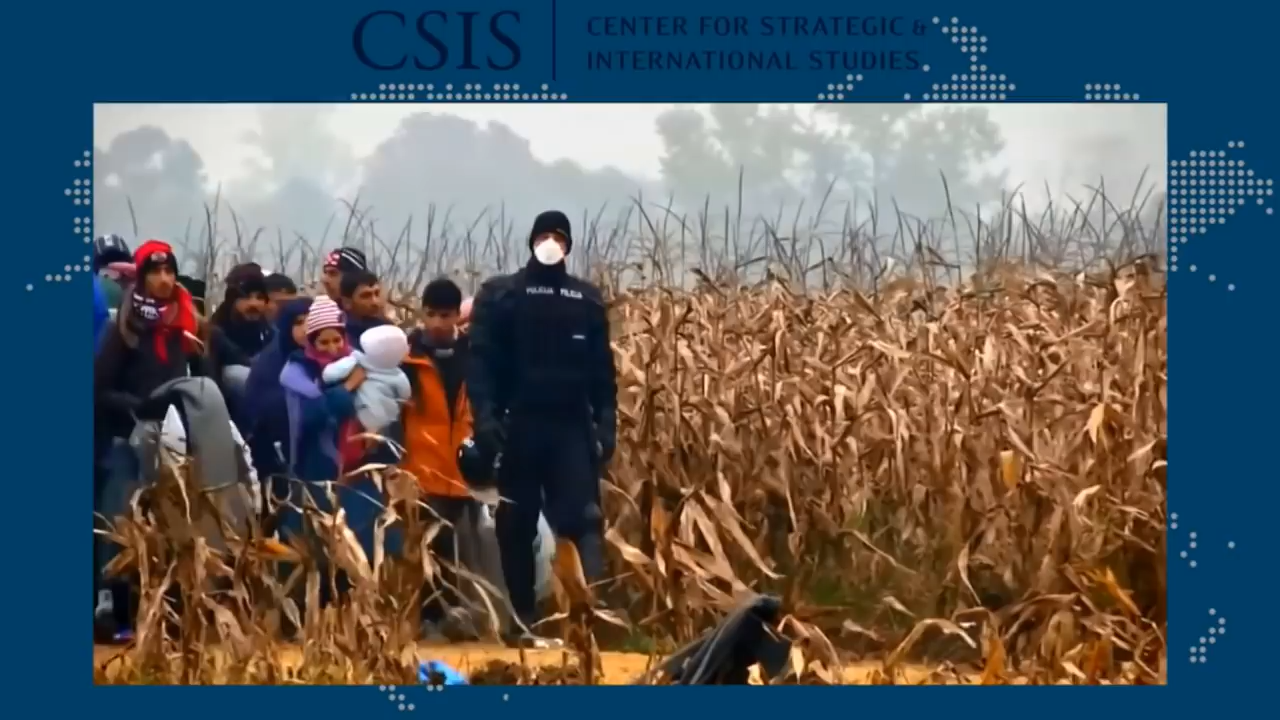 CSIS
CENTER FOR STRATEGIC &
INTERNATIONAL STUDIES
POLICIJA POLICIJA